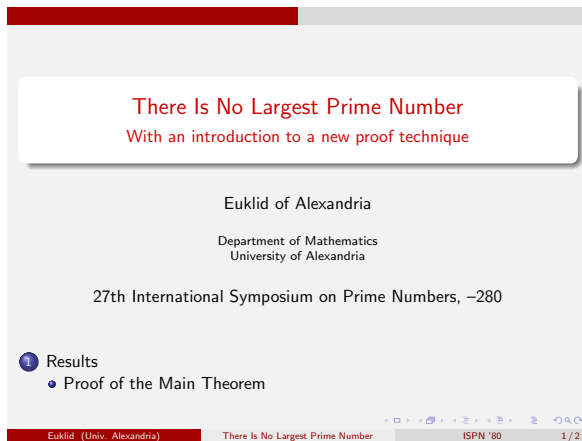 There Is No Largest Prime Number
With an introduction to a new proof technique
Euklid of Alexandria
Department of Mathematics
University of Alexandria
27th International Symposium on Prime Numbers, –280
1 Results
Proof of the Main Theorem
Euklid (Univ. Alexandria) There Is No Largest Prime Number ISPN ’80 1 / 2